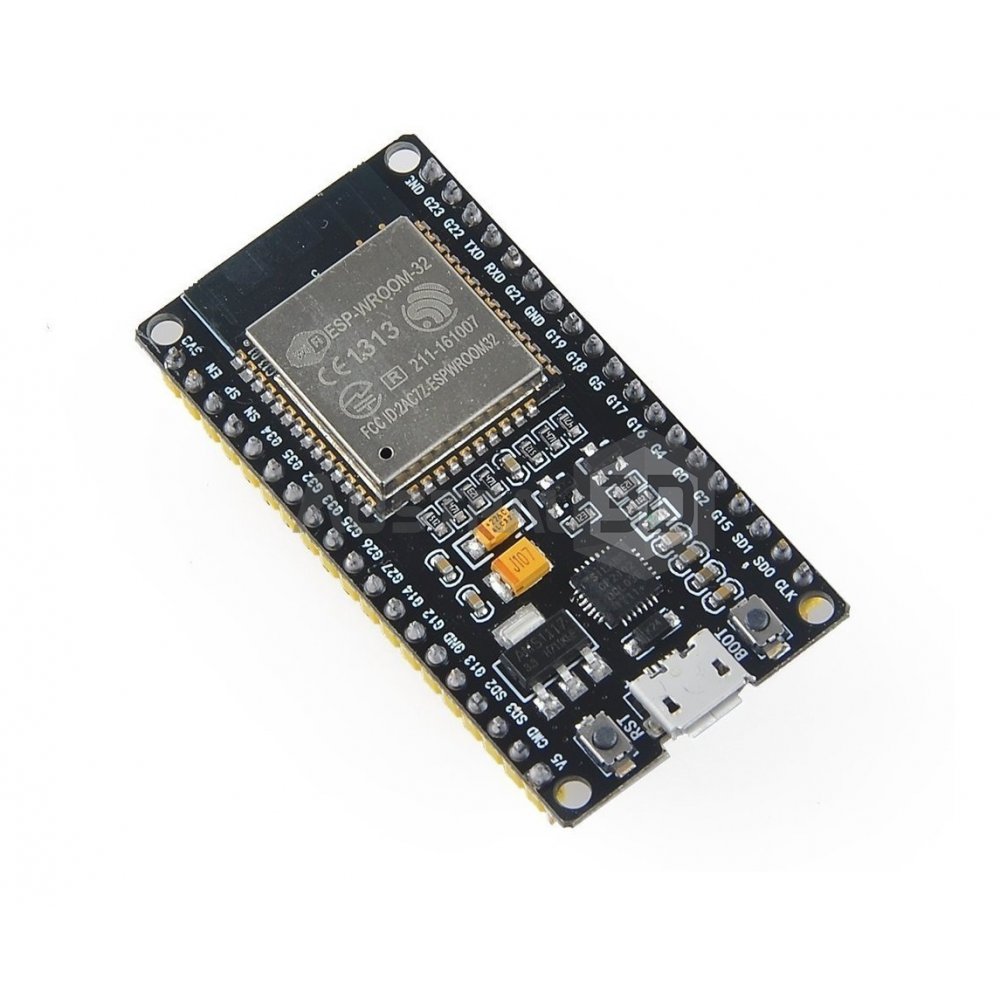 ESP-WROOM-32
CE1313
R 211-161007
FCC ID:2AC7Z-ESPWROOM32
GND
G23
G22
TXD
RXD
G21
GND
G19
G18
G5
G17
G16
G4
G0
G2
G15
SD1
SD0
CLK
3V3
EN
SP
SN
G34
G35
G32
G33
G25
G26
G27
G14
G12
GND
G13
SD2
SD3
CMD
V5
J107
BOOT
RST